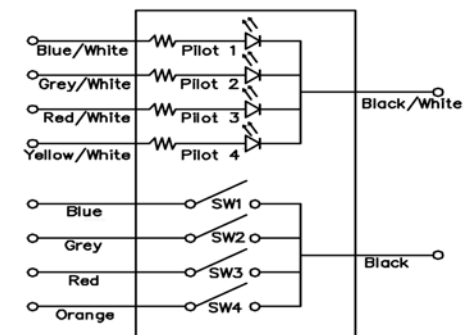 Blue/White
Pilot 1
Grey/White
Pilot 2
Red/White
Pilot 3
Yellow/White
Pilot 4
Black/White
Blue
SW1
Grey
SW2
Red
SW3
Orange
SW4
Black